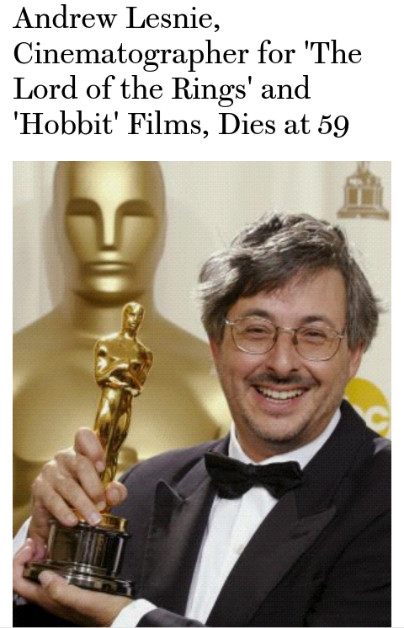 Andrew Lesnie,
Cinematographer for 'The
Lord of the Rings' and
'Hobbit' Films, Dies at 59